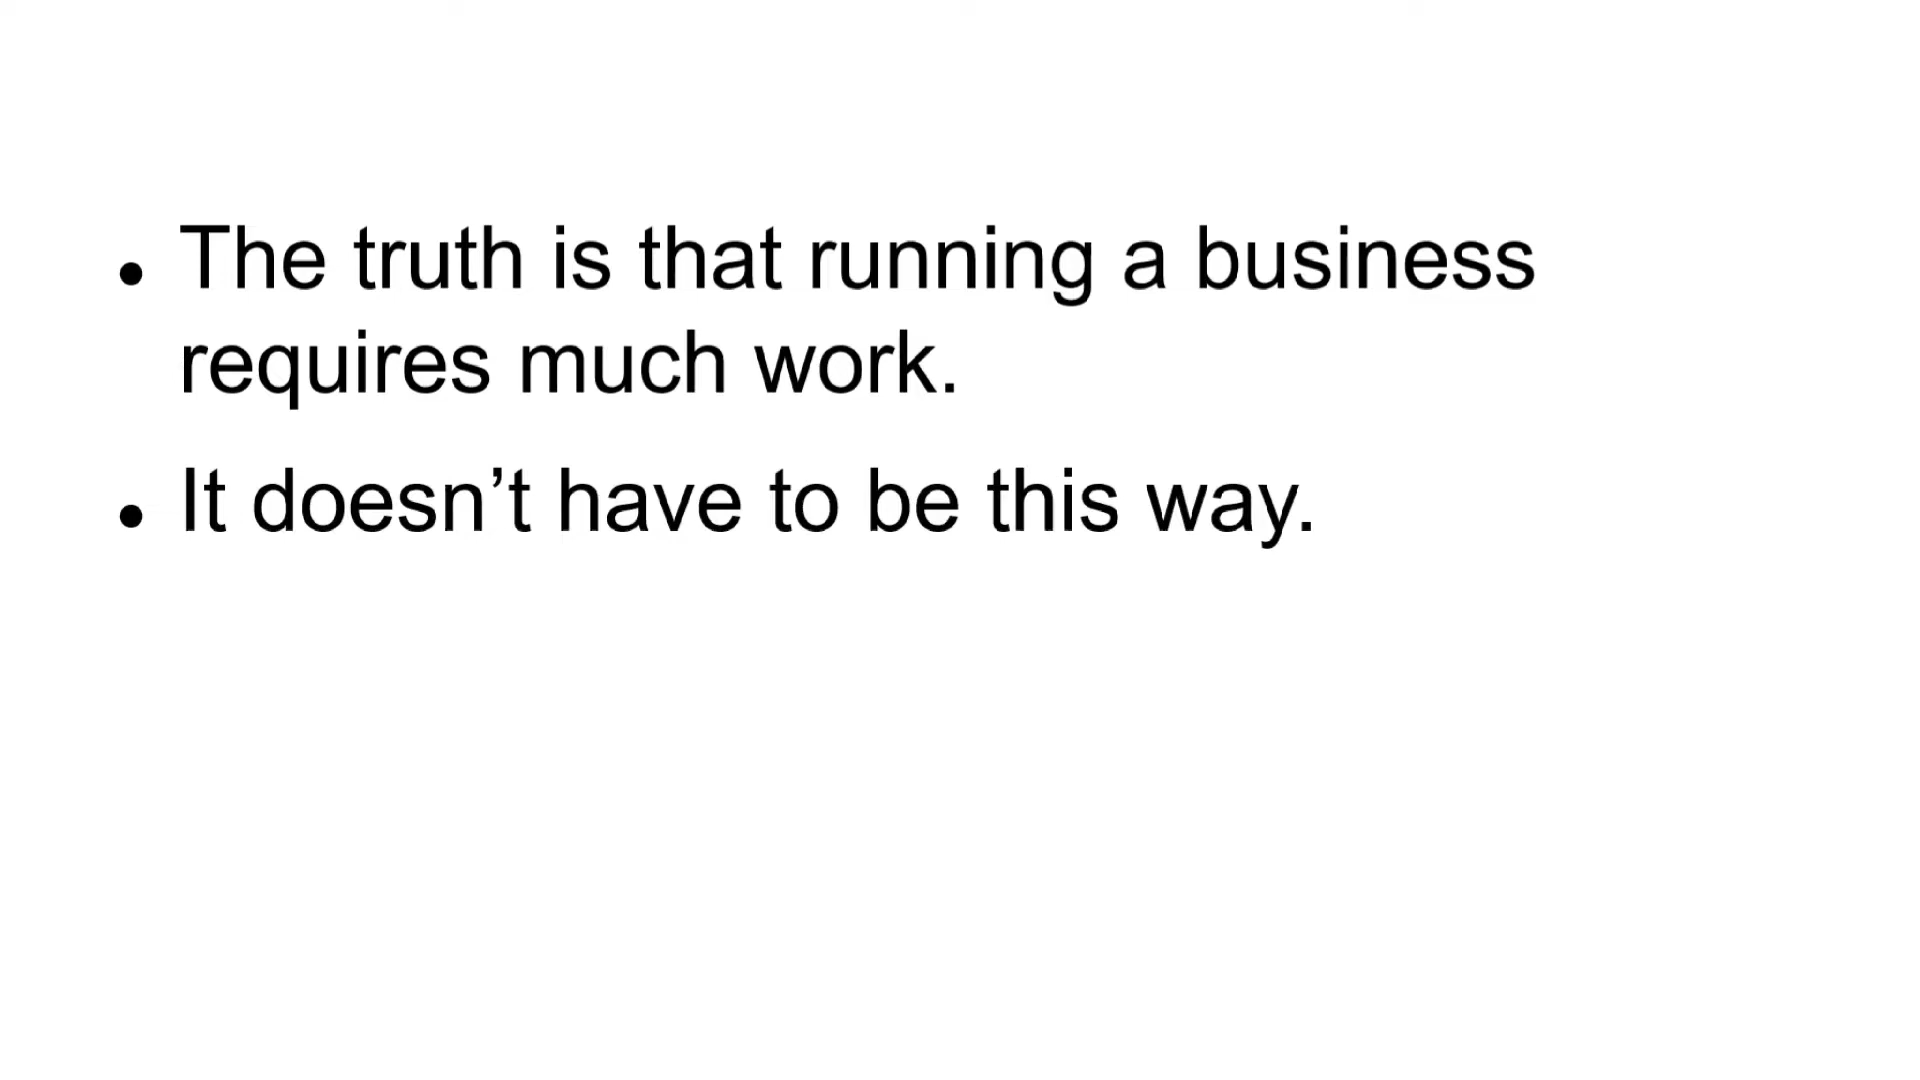 • The truth is that running a business
requires much work.
• It doesn’t have to be this way.